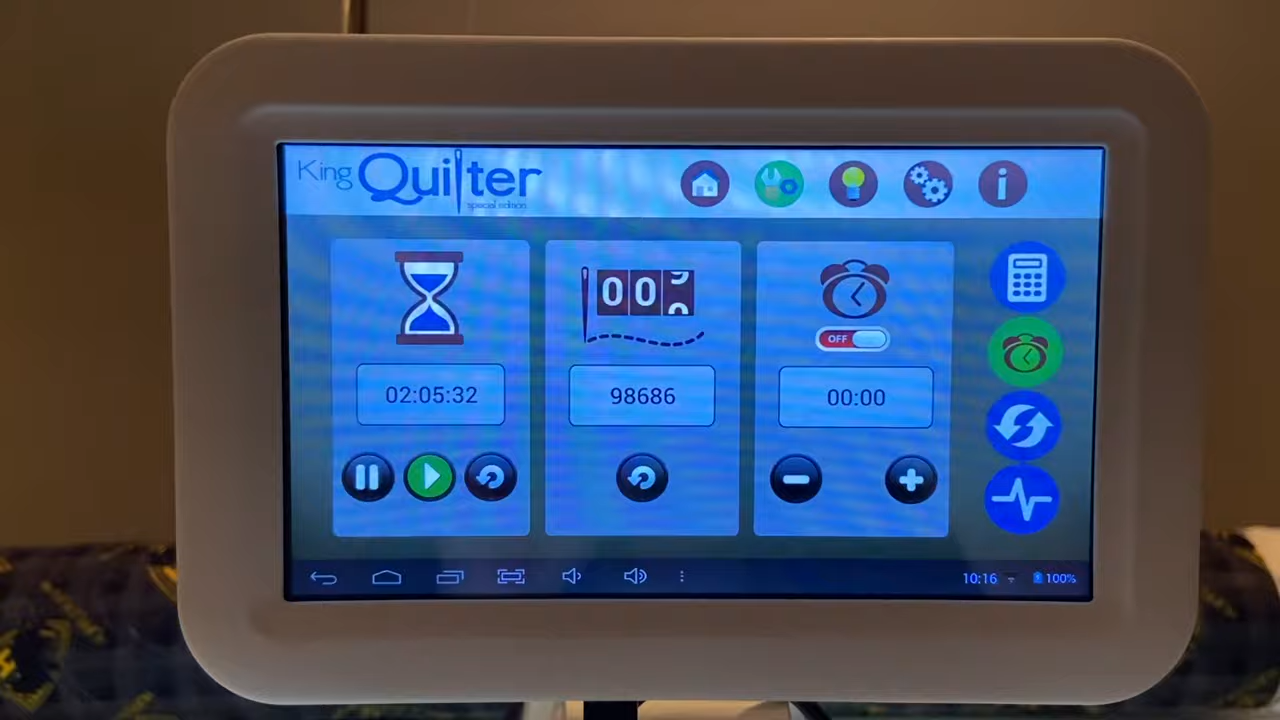 King Quilter
special edition
00
OFF
02:05:32
98686
00:00
10:16
100%